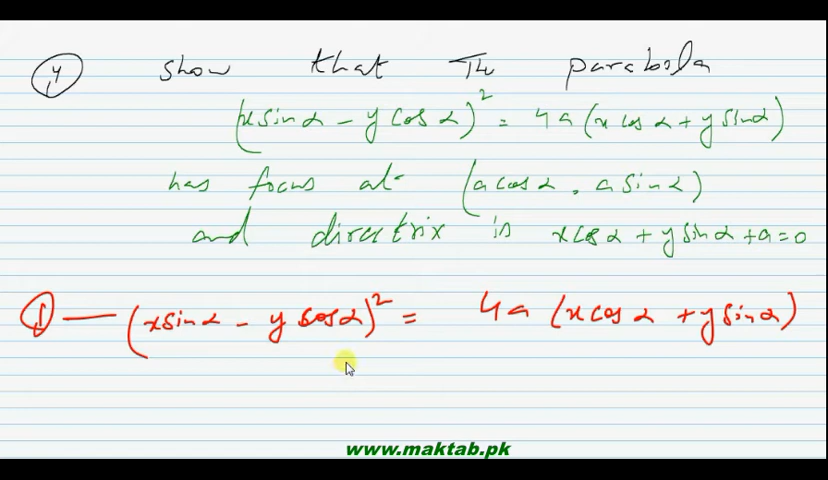 4 show that The parabola
(x sin α - y cos α)² = 4a (x cos α + y sin α)
has focus at (a cos α, a sin α)
and directrix is x cos α + y sin α + a = 0
1 — (x sin α - y cos α)² = 4a (x cos α + y sin α)
www.maktab.pk